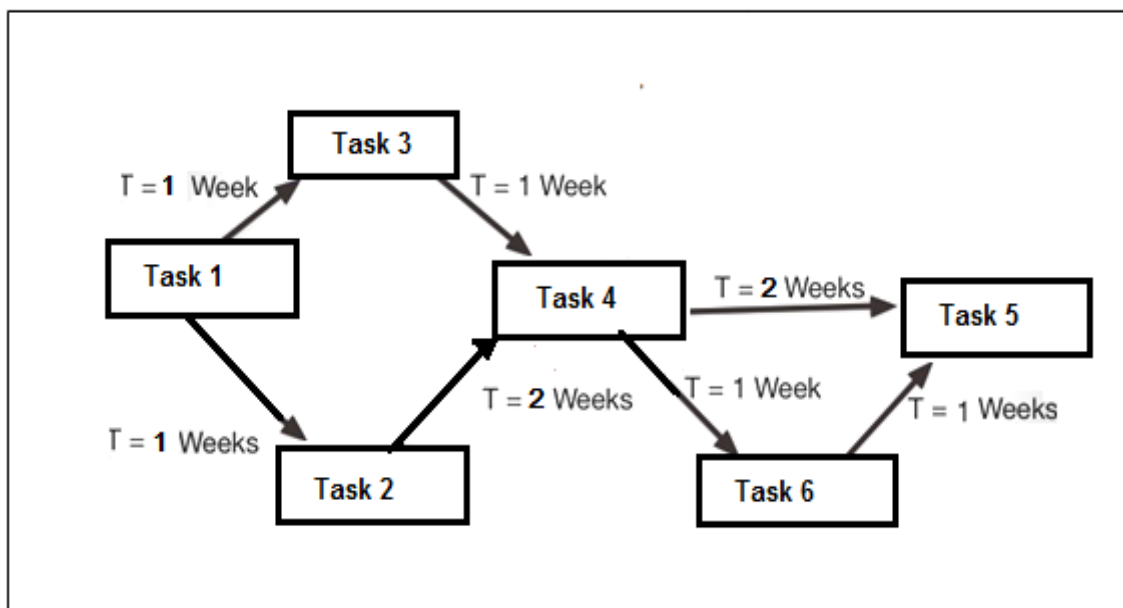 Task 3
T = 1 Week
T = 1 Week
Task 1
Task 4
T = 2 Weeks
Task 5
T = 2 Weeks
T = 1 Week
T = 1 Weeks
T = 1 Weeks
Task 2
Task 6